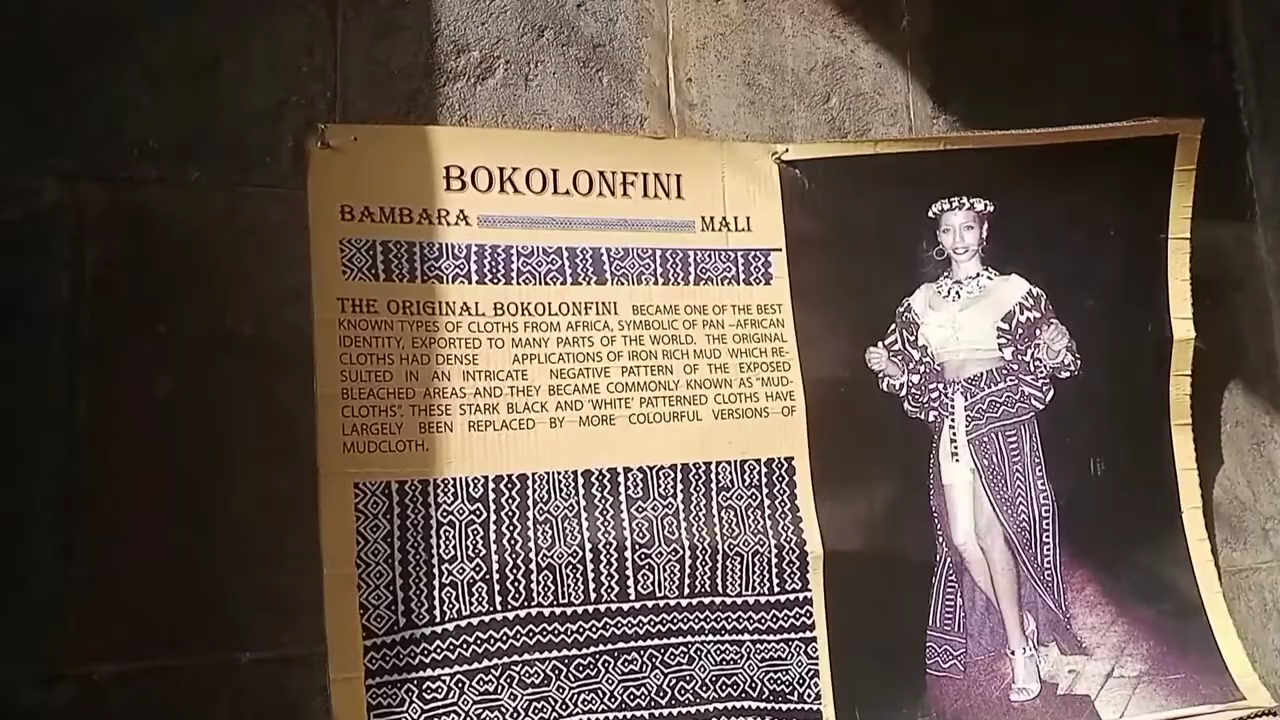 BOKOLONFINI
BAMBARA MALI
THE ORIGINAL BOKOLONFINI BECAME ONE OF THE BEST
KNOWN TYPES OF CLOTHS FROM AFRICA, SYMBOLIC OF PAN –AFRICAN
IDENTITY, EXPORTED TO MANY PARTS OF THE WORLD. THE ORIGINAL
CLOTHS HAD DENSE APPLICATIONS OF IRON RICH MUD WHICH RE-
SULTED IN AN INTRICATE NEGATIVE PATTERN OF THE EXPOSED
BLEACHED AREAS AND THEY BECAME COMMONLY KNOWN AS "MUD-
CLOTHS". THESE STARK BLACK AND 'WHITE' PATTERNED CLOTHS HAVE
LARGELY BEEN REPLACED BY MORE COLOURFUL VERSIONS OF
MUDCLOTH.